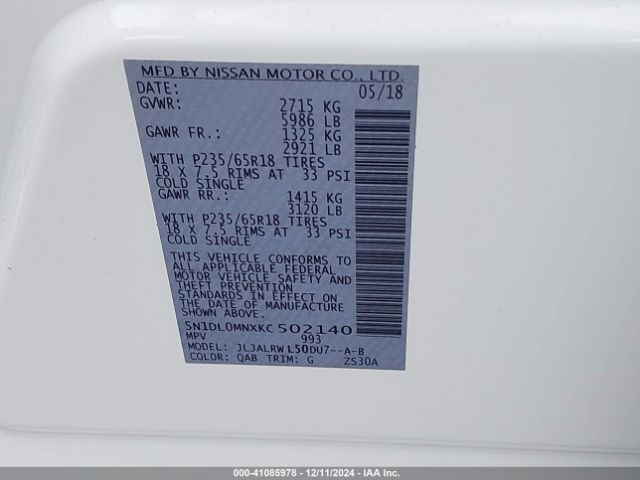 MFD BY NISSAN MOTOR CO., LTD.
DATE: 05/18
GVWR: 2715 KG
5986 LB
GAWR FR.: 1325 KG
2921 LB
WITH P235/65R18 TIRES
18 X 7.5 RIMS AT 33 PSI
COLD SINGLE
GAWR RR.: 1415 KG
3120 LB
WITH P235/65R18 TIRES
18 X 7.5 RIMS AT 33 PSI
COLD SINGLE
THIS VEHICLE CONFORMS TO
ALL APPLICABLE FEDERAL
MOTOR VEHICLE SAFETY AND
THEFT PREVENTION
STANDARDS IN EFFECT ON
THE DATE OF MANUFACTURE
SHOWN ABOVE.
5N1DL0MNXKC502140
MPV 993
MODEL: JLJALRWL50DU7--A-B
COLOR: QAB TRIM: G ZS30A
000-41085978 | 12/11/2024 - IAA Inc.